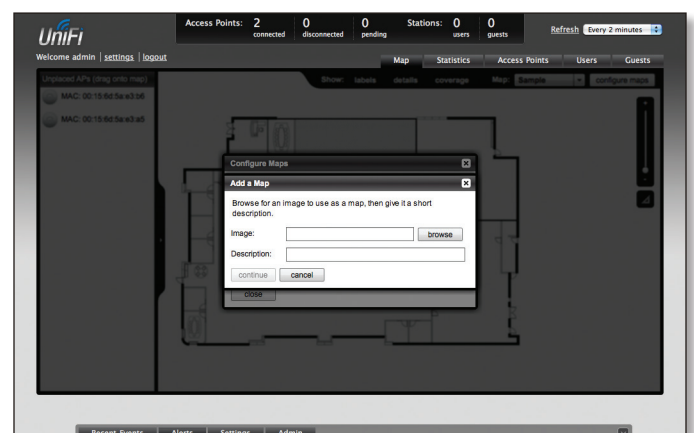 UniFi
Access Points: 2 connected 0 disconnected 0 pending Stations: 0 users 0 guests
Refresh Every 2 minutes
Welcome admin | settings | logout
Map Statistics Access Points Users Guests
Unplaced APs (drag onto map)
Show: labels details coverage Map: Sample configure maps
MAC: 00:15:6d:5a:e3:b6
MAC: 00:15:6d:5a:e3:a5
Configure Maps
Add a Map
Browse for an image to use as a map, then give it a short
description.
Image: browse
Description:
continue cancel
close
Recent Events Alerts Settings Admin